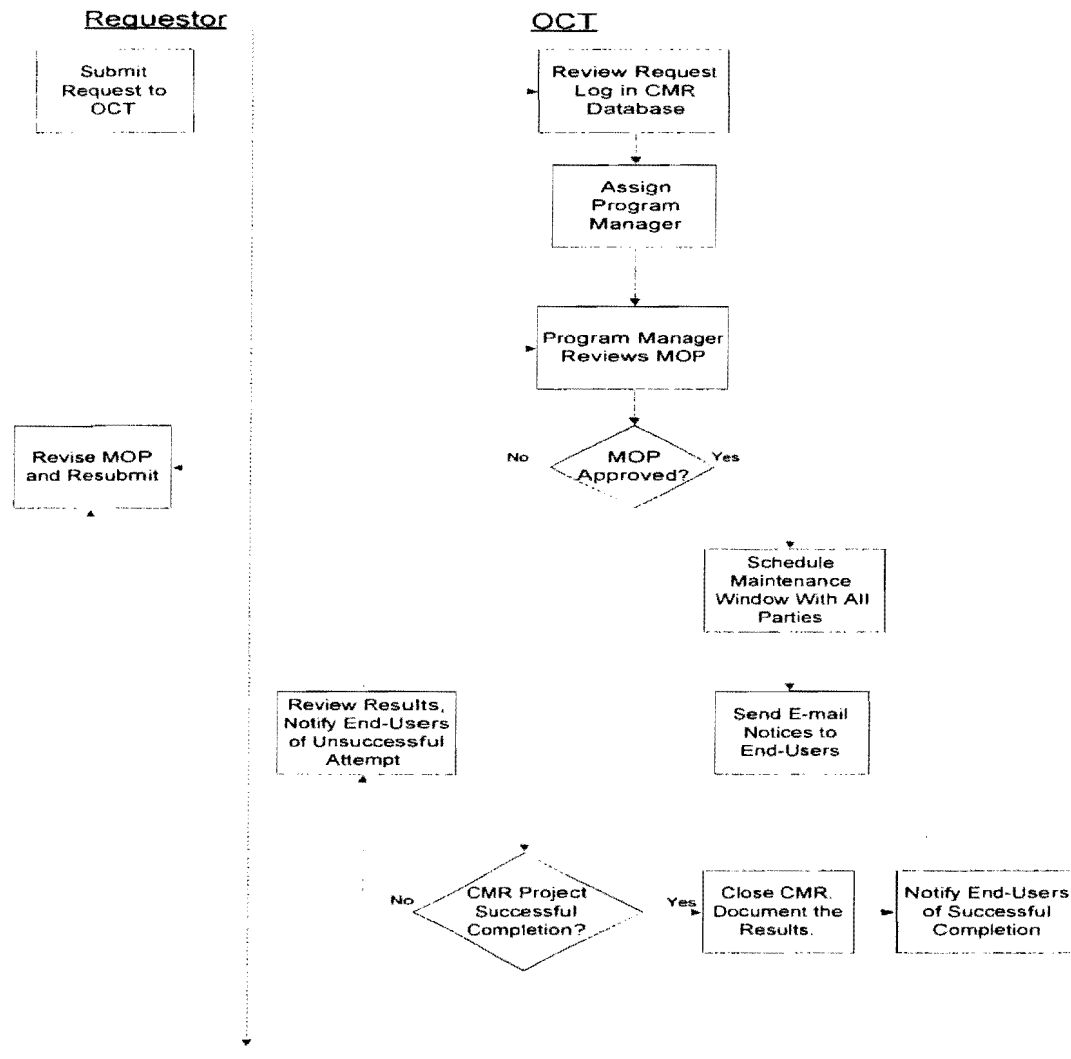 Requestor
OCT
Submit
Request to
OCT
Review Request
Log in CMR
Database
Assign
Program
Manager
Program Manager
Reviews MOP
Revise MOP
and Resubmit
No
MOP
Approved?
Yes
Schedule
Maintenance
Window With All
Parties
Review Results,
Notify End-Users
of Unsuccessful
Attempt
Send E-mail
Notices to
End-Users
No
CMR Project
Successful
Completion?
Yes
Close CMR.
Document the
Results.
Notify End-Users
of Successful
Completion